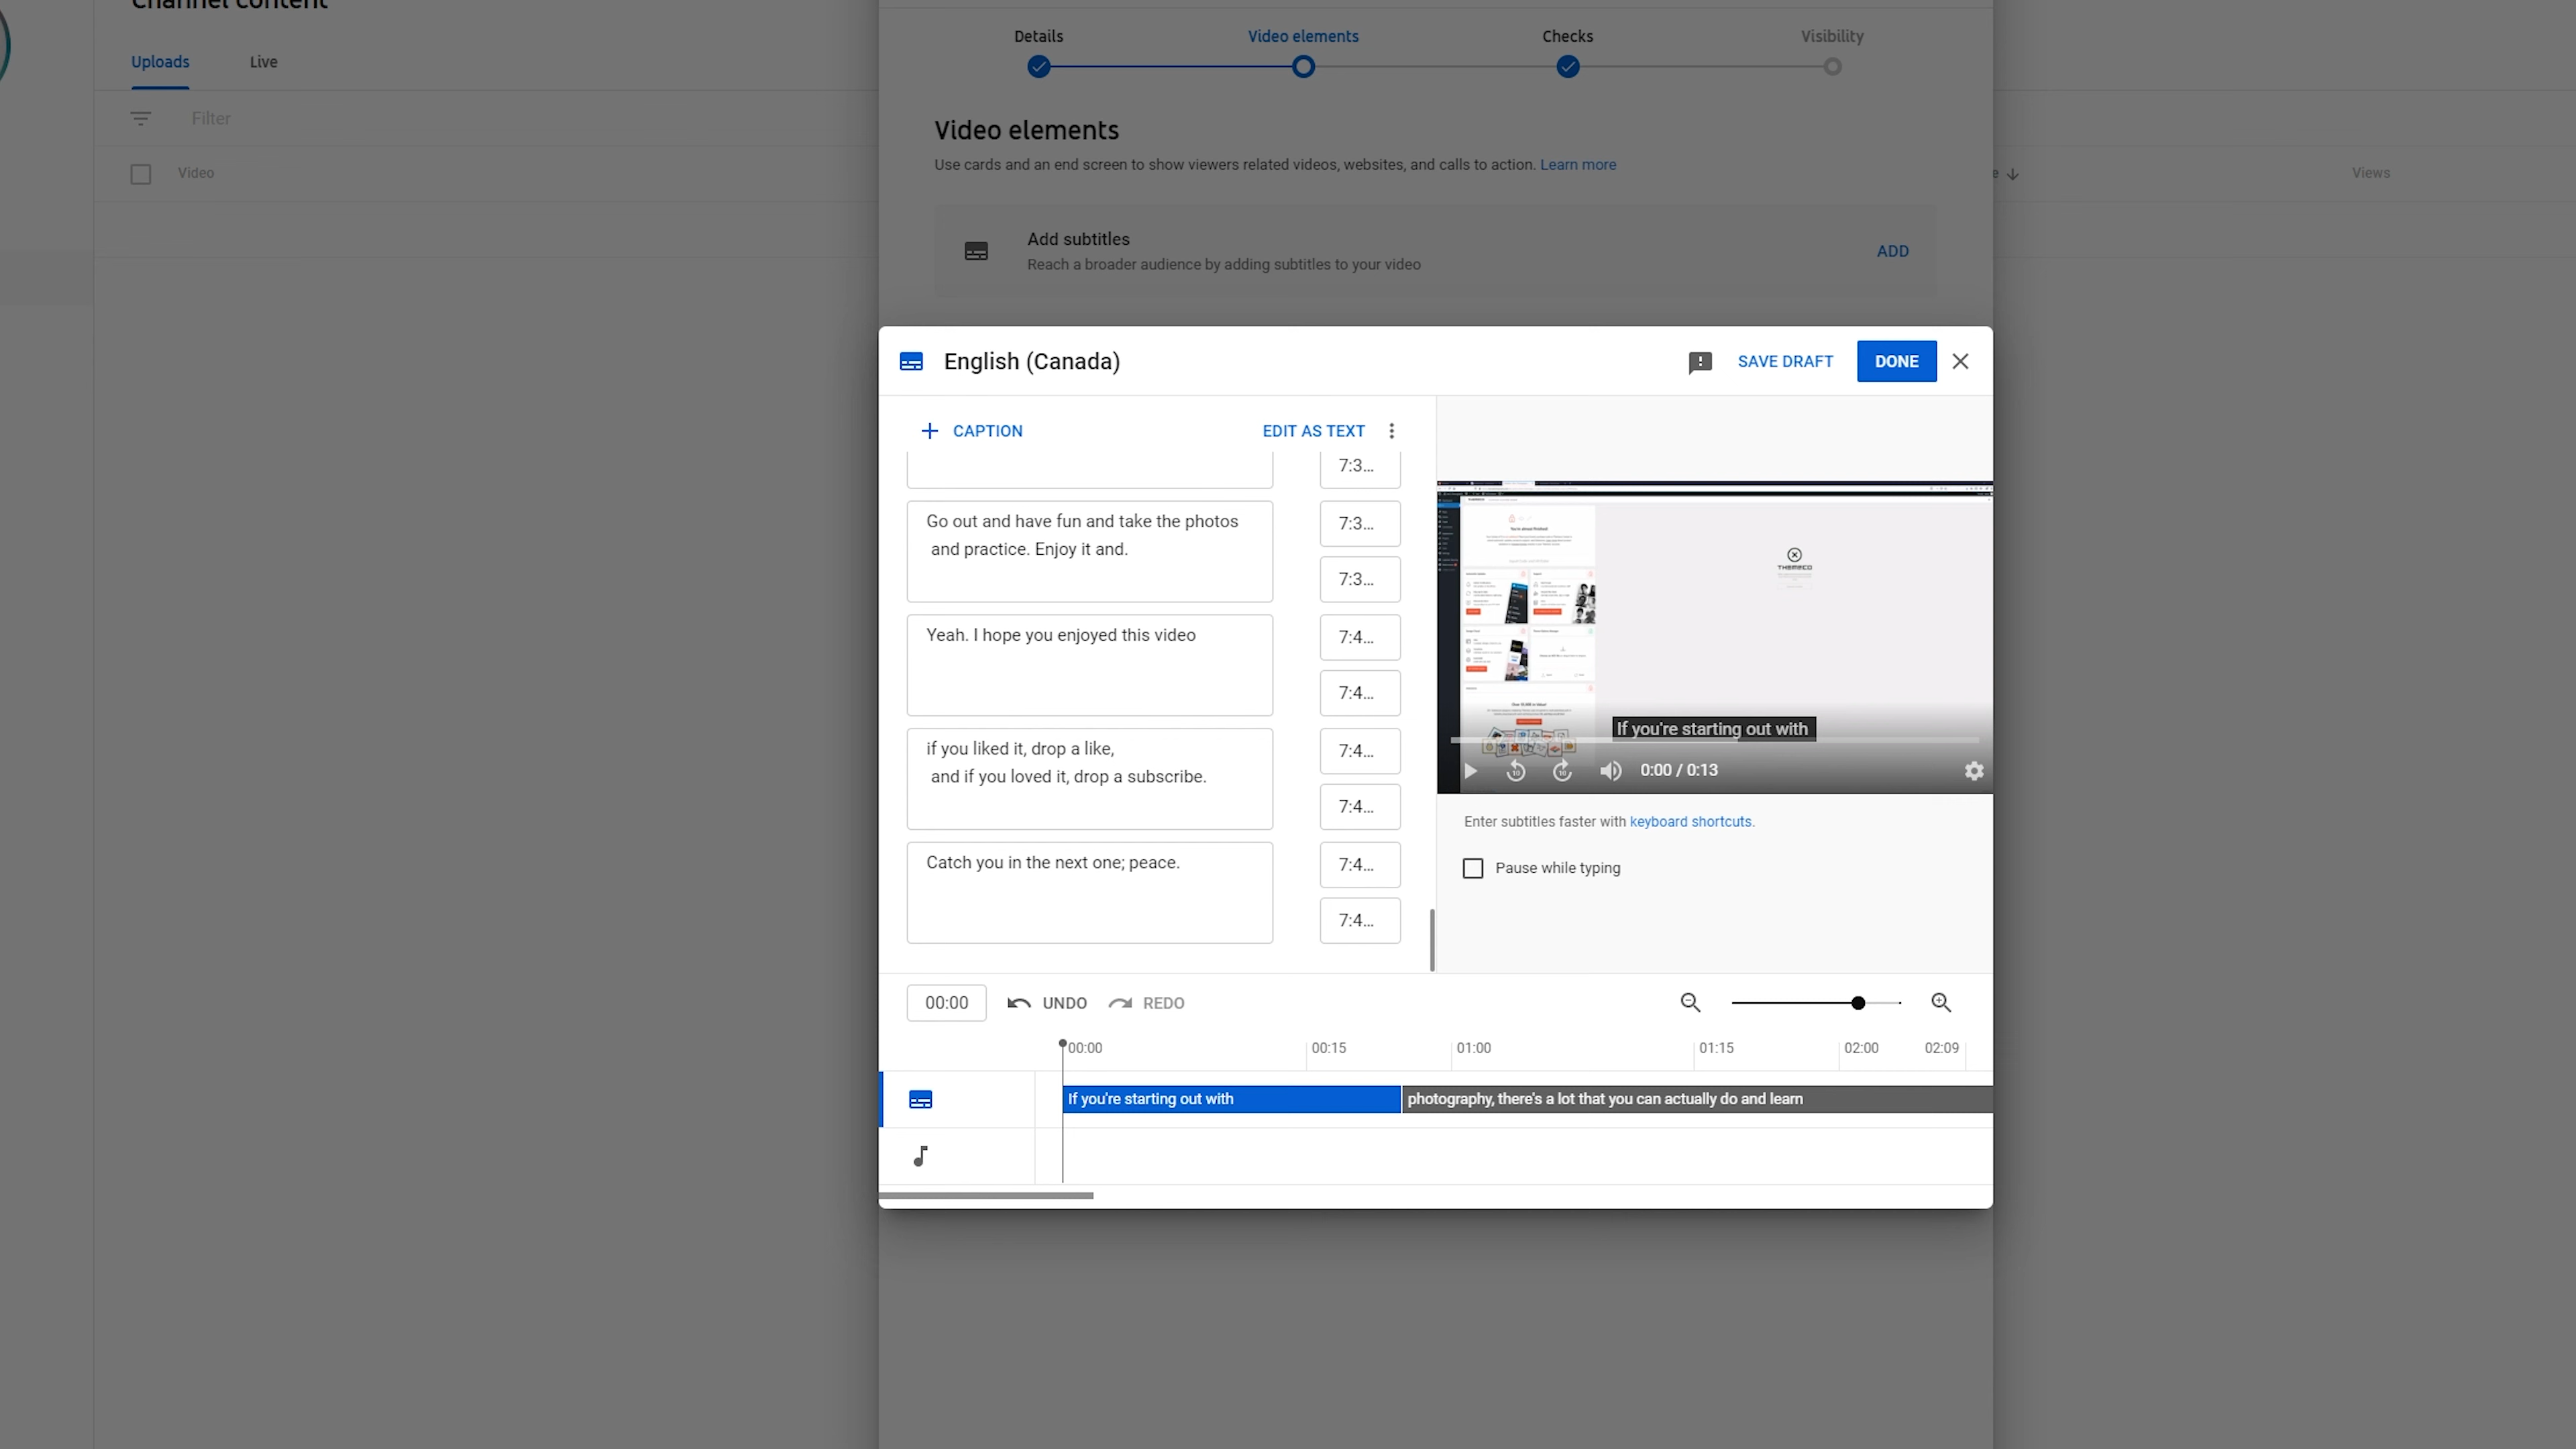 Channel content
Uploads
Live
Filter
Video
Views
Details
Video elements
Checks
Visibility
Video elements
Use cards and an end screen to show viewers related videos, websites, and calls to action. Learn more
Add subtitles
Reach a broader audience by adding subtitles to your video
ADD
English (Canada)
SAVE DRAFT
DONE
CAPTION
EDIT AS TEXT
7:3...
Go out and have fun and take the photos
and practice. Enjoy it and.
7:3...
7:3...
Yeah. I hope you enjoyed this video
7:4...
7:4...
if you liked it, drop a like,
and if you loved it, drop a subscribe.
7:4...
7:4...
Catch you in the next one; peace.
7:4...
7:4...
THEMECO
If you're starting out with
10
10
0:00 / 0:13
Enter subtitles faster with keyboard shortcuts.
Pause while typing
00:00
UNDO
REDO
00:00
00:15
01:00
01:15
02:00
02:09
If you're starting out with
photography, there's a lot that you can actually do and learn